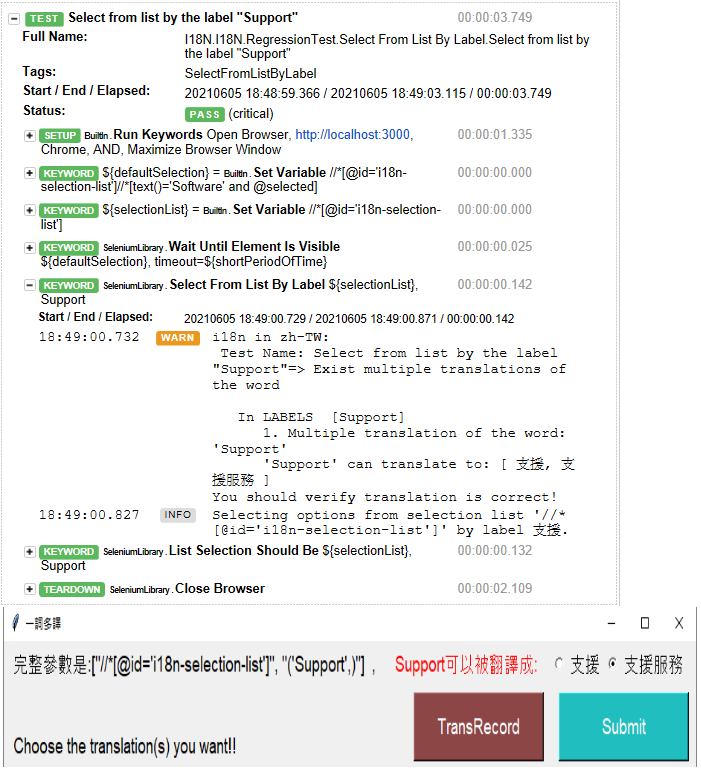 TEST Select from list by the label "Support" 00:00:03.749
Full Name: I18N.I18N.RegressionTest.Select From List By Label.Select from list by
the label "Support"
Tags: SelectFromListByLabel
Start / End / Elapsed: 20210605 18:48:59.366 / 20210605 18:49:03.115 / 00:00:03.749
Status: PASS (critical)
SETUP BuiltIn . Run Keywords Open Browser, http://localhost:3000, 00:00:01.335
Chrome, AND, Maximize Browser Window
KEYWORD ${defaultSelection} = BuiltIn . Set Variable //*[@id='i18n- 00:00:00.000
selection-list']//*[text()='Software' and @selected]
KEYWORD ${selectionList} = BuiltIn . Set Variable //*[@id='i18n-selection- 00:00:00.000
list']
KEYWORD SeleniumLibrary . Wait Until Element Is Visible 00:00:00.025
${defaultSelection}, timeout=${shortPeriodOfTime}
KEYWORD SeleniumLibrary . Select From List By Label ${selectionList}, 00:00:00.142
Support
Start / End / Elapsed: 20210605 18:49:00.729 / 20210605 18:49:00.871 / 00:00:00.142
18:49:00.732 WARN i18n in zh-TW:
Test Name: Select from list by the label
"Support"=> Exist multiple translations of
the word
In LABELS [Support]
1. Multiple translation of the word:
'Support'
'Support' can translate to: [ 支援, 支
援服務 ]
You should verify translation is correct!
18:49:00.827 INFO Selecting options from selection list '//*
[@id='i18n-selection-list']' by label 支援.
KEYWORD SeleniumLibrary . List Selection Should Be ${selectionList}, 00:00:00.132
Support
TEARDOWN SeleniumLibrary . Close Browser 00:00:02.109
一詞多譯
完整參數是:["//*[@id='i18n-selection-list']", "('Support',)"] , Support可以被翻譯成: 支援 支援服務
TransRecord Submit
Choose the translation(s) you want!!